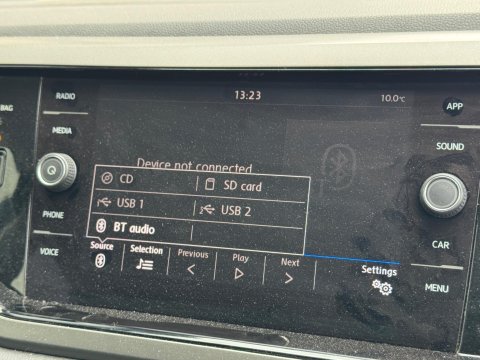 BAG
RADIO
13:23
10.0°C
APP
MEDIA
SOUND
Device not connected
CD
SD card
USB 1
USB 2
PHONE
BT audio
VOICE
Source
Selection
Previous
Play
Next
Settings
CAR
MENU